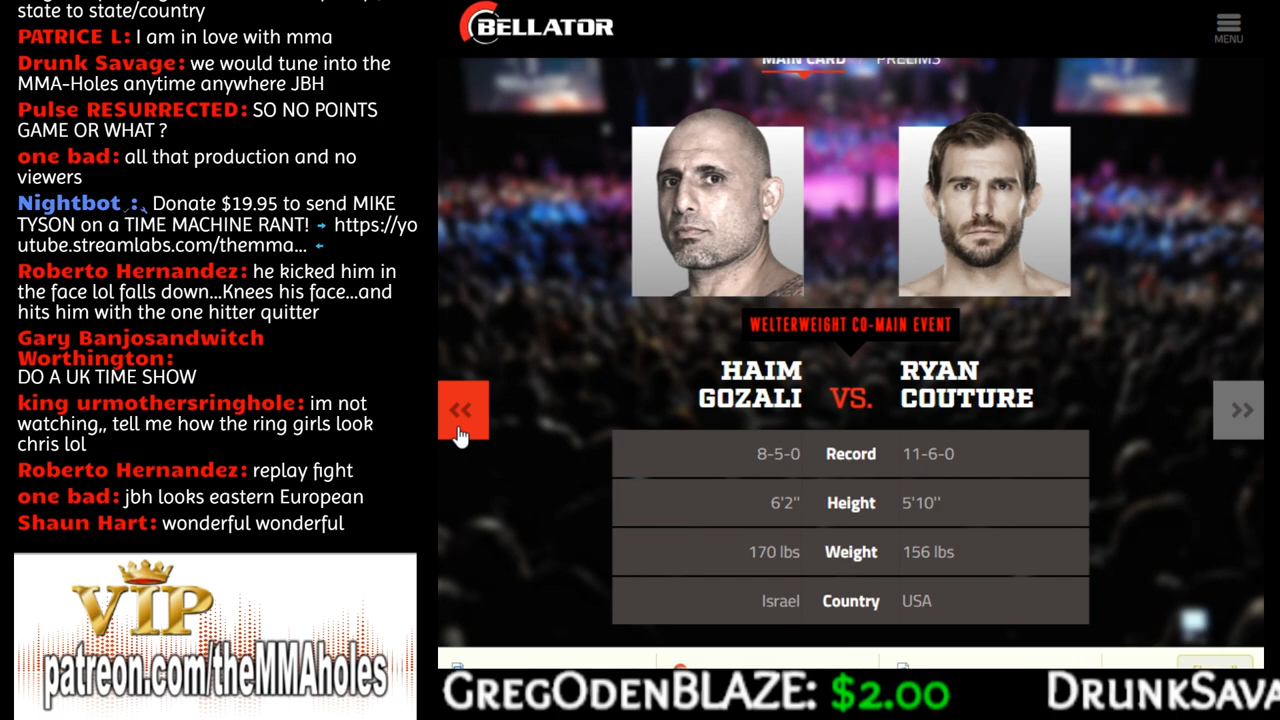 state to state/country
PATRICE L: I am in love with mma
Drunk Savage: we would tune into the
MMA-Holes anytime anywhere JBH
Pulse RESURRECTED: SO NO POINTS
GAME OR WHAT ?
one bad: all that production and no
viewers
Nightbot : Donate $19.95 to send MIKE
TYSON on a TIME MACHINE RANT! → https://yo
utube.streamlabs.com/themma... ←
Roberto Hernandez: he kicked him in
the face lol falls down...Knees his face...and
hits him with the one hitter quitter
Gary Banjosandwitch
Worthington:
DO A UK TIME SHOW
king urmothersringhole: im not
watching,, tell me how the ring girls look
chris lol
Roberto Hernandez: replay fight
one bad: jbh looks eastern European
Shaun Hart: wonderful wonderful
VIP
patreon.com/theMMAholes
BELLATOR
MENU
MAIN CARD / PRELIMS
WELTERWEIGHT CO-MAIN EVENT
HAIM GOZALI VS. RYAN COUTURE
8-5-0 Record 11-6-0
6'2" Height 5'10"
170 lbs Weight 156 lbs
Israel Country USA
GREGODENBLAZE: $2.00 DRUNKSAVA